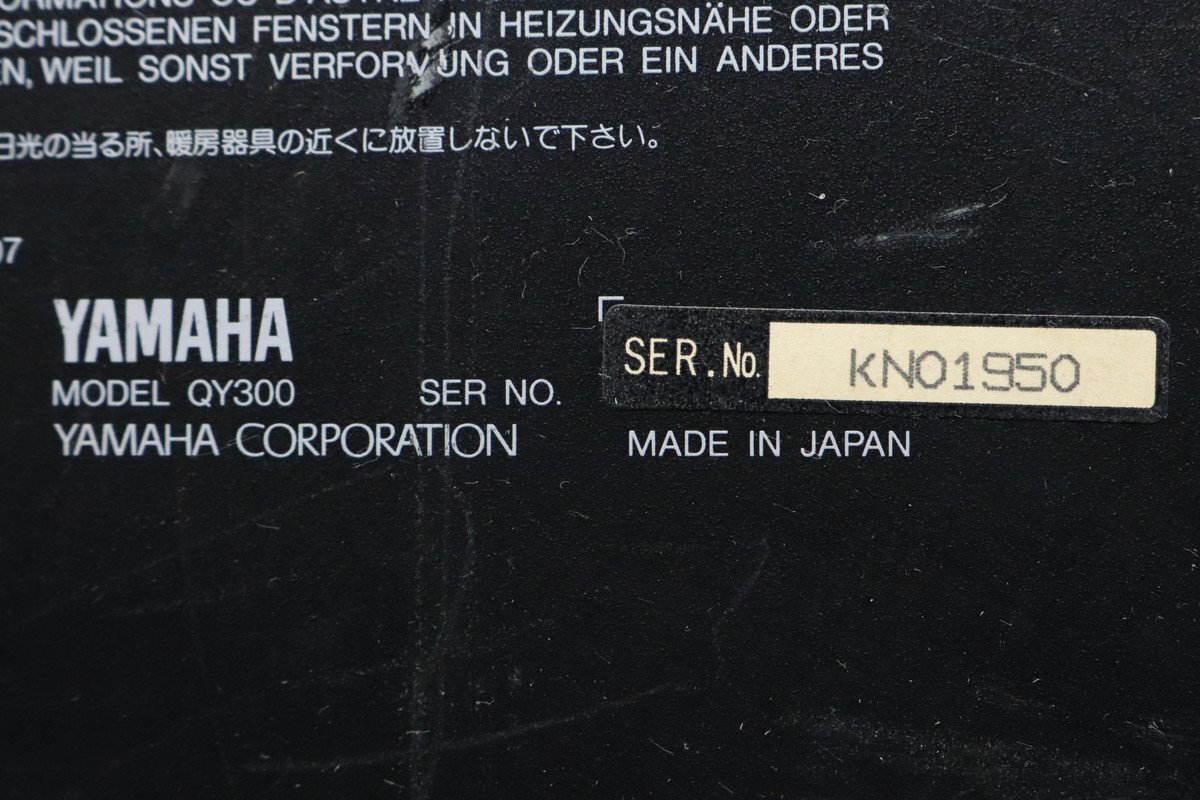 SCHLOSSENEN FENSTERN IN HEIZUNGSNÄHE ODER
EN, WEIL SONST VERFORMUNG ODER EIN ANDERES
日光の当る所、暖房器具の近くに放置しないで下さい。
07
YAMAHA
MODEL QY300 SER NO.
SER.No. KN01950
YAMAHA CORPORATION MADE IN JAPAN